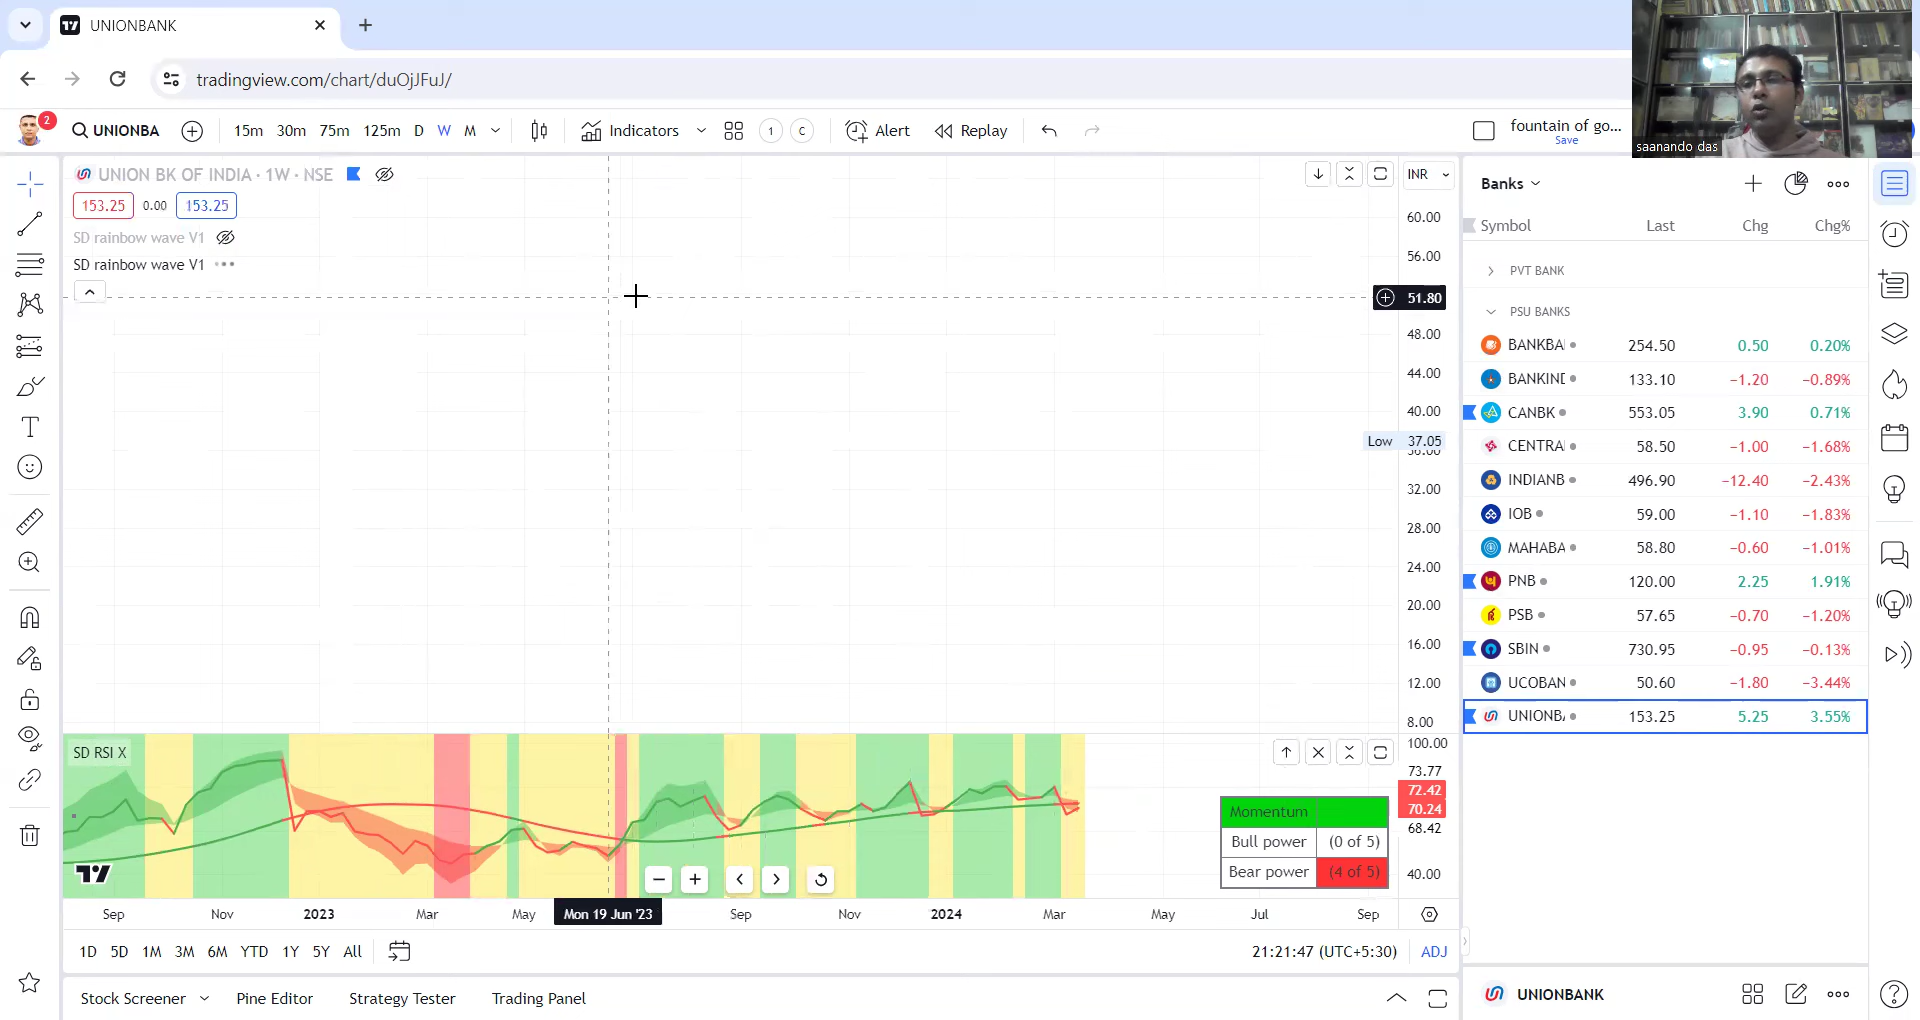 UNIONBANK
tradingview.com/chart/duOjJFuJ/
2
UNIONBA
15m 30m 75m 125m D W M
Indicators
1 C
Alert
Replay
fountain of go...
Save
saanando das
UNION BK OF INDIA · 1W · NSE
153.25 0.00 153.25
SD rainbow wave V1
SD rainbow wave V1
INR
60.00
56.00
51.80
48.00
44.00
40.00
Low 37.05
36.00
32.00
28.00
24.00
20.00
16.00
12.00
8.00
SD RSI X
100.00
73.77
72.42
70.24
68.42
40.00
Momentum
Bull power (0 of 5)
Bear power (4 of 5)
Sep Nov 2023 Mar May Mon 19 Jun '23 Sep Nov 2024 Mar May Jul Sep
1D 5D 1M 3M 6M YTD 1Y 5Y All
21:21:47 (UTC+5:30) ADJ
Stock Screener Pine Editor Strategy Tester Trading Panel
Banks
Symbol Last Chg Chg%
PVT BANK
PSU BANKS
BANKBA 254.50 0.50 0.20%
BANKIND 133.10 −1.20 −0.89%
CANBK 553.05 3.90 0.71%
CENTRA 58.50 −1.00 −1.68%
INDIANB 496.90 −12.40 −2.43%
IOB 59.00 −1.10 −1.83%
MAHABA 58.80 −0.60 −1.01%
PNB 120.00 2.25 1.91%
PSB 57.65 −0.70 −1.20%
SBIN 730.95 −0.95 −0.13%
UCOBAN 50.60 −1.80 −3.44%
UNIONBA 153.25 5.25 3.55%
UNIONBANK